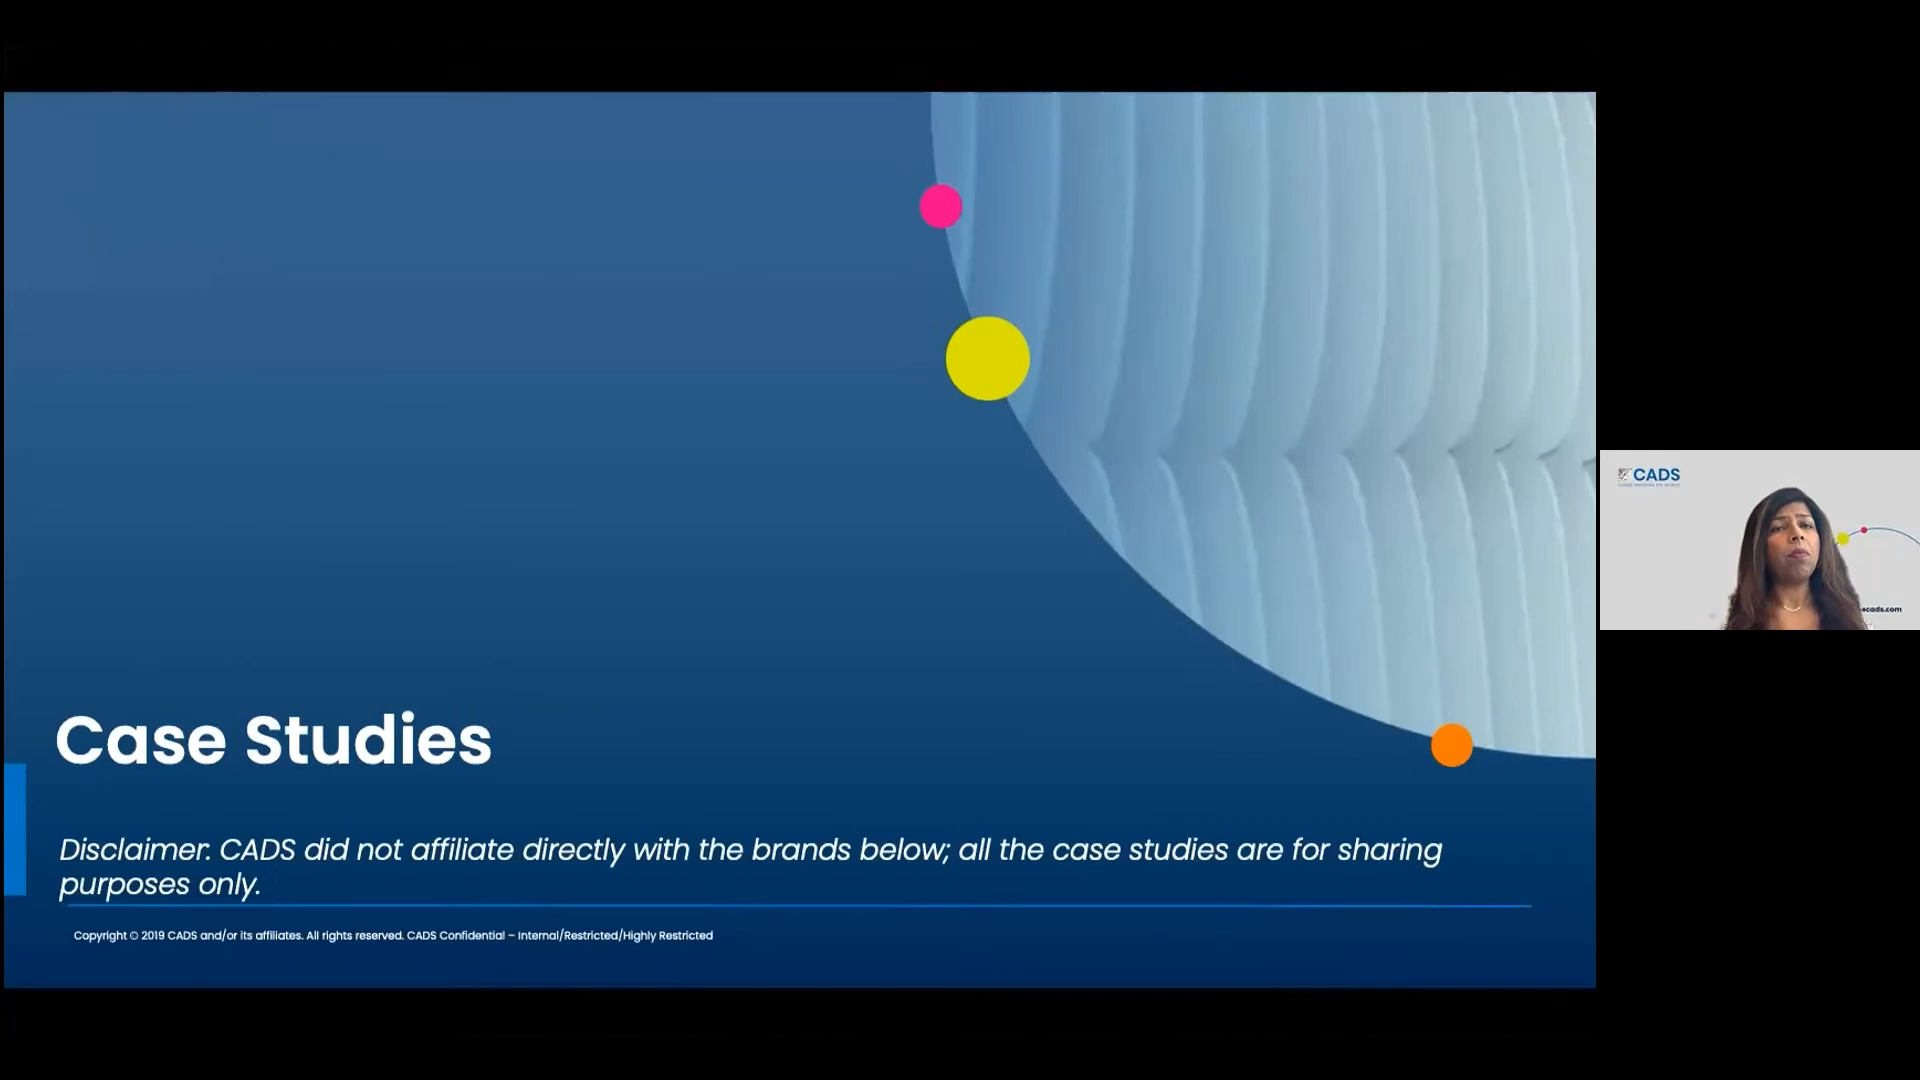 Case Studies
Disclaimer: CADS did not affiliate directly with the brands below; all the case studies are for sharing
purposes only.
Copyright © 2019 CADS and/or its affiliates. All rights reserved. CADS Confidential – Internal/Restricted/Highly Restricted
CADS
ecads.com